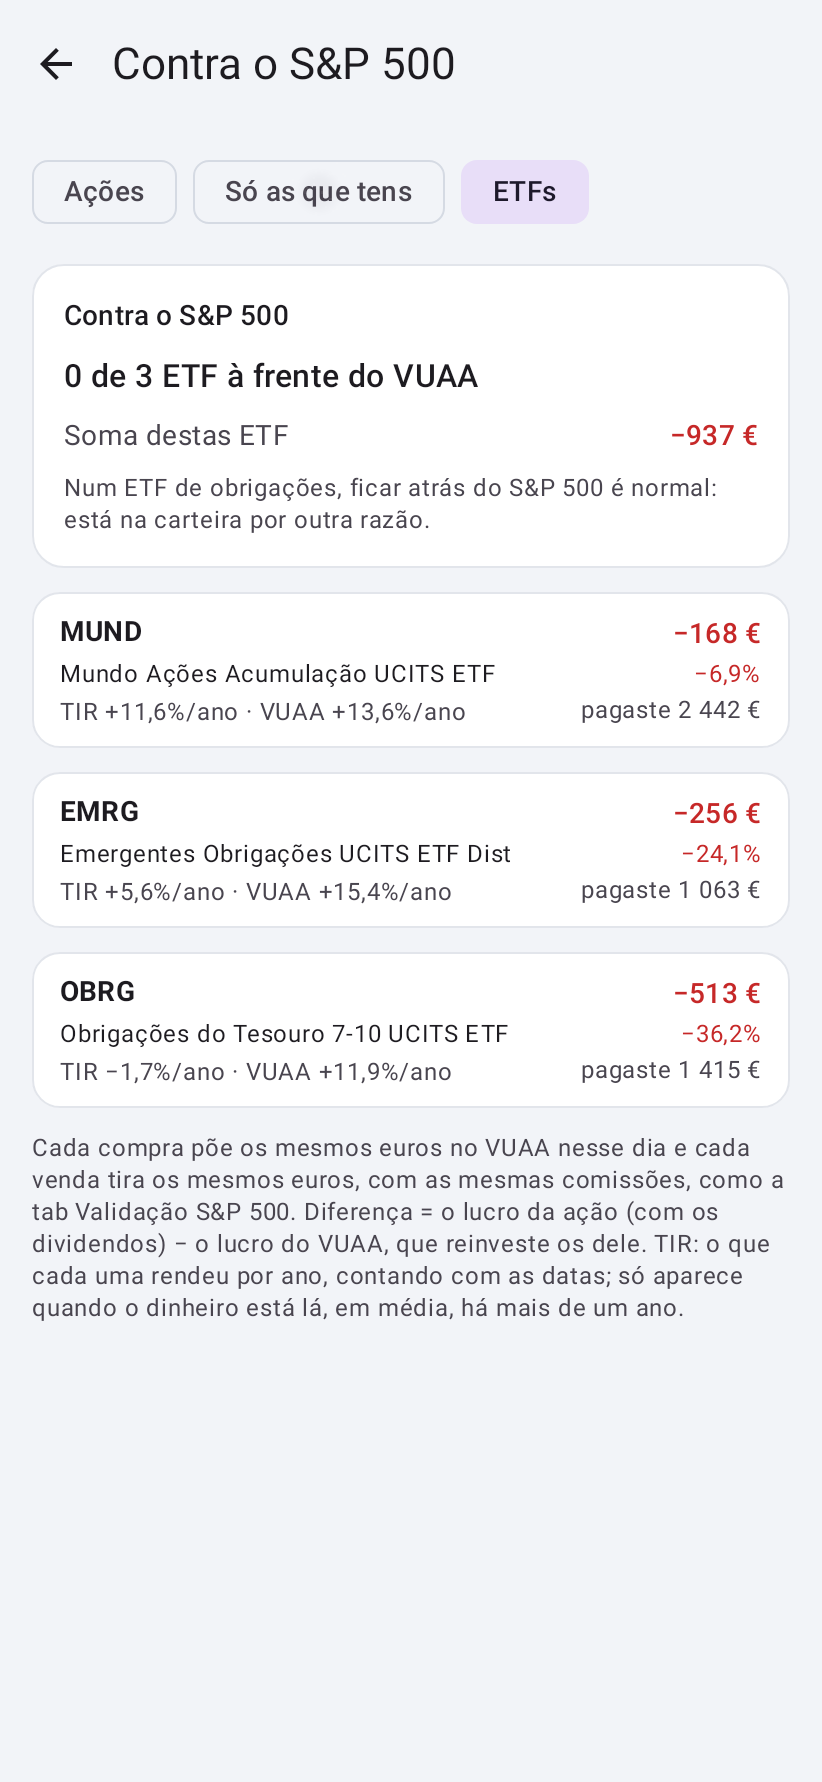 Contra o S&P 500
Ações
Só as que tens
ETFs
Contra o S&P 500
0 de 3 ETF à frente do VUAA
Soma destas ETF −937 €
Num ETF de obrigações, ficar atrás do S&P 500 é normal:
está na carteira por outra razão.
MUND −168 €
Mundo Ações Acumulação UCITS ETF −6,9%
TIR +11,6%/ano · VUAA +13,6%/ano pagaste 2 442 €
EMRG −256 €
Emergentes Obrigações UCITS ETF Dist −24,1%
TIR +5,6%/ano · VUAA +15,4%/ano pagaste 1 063 €
OBRG −513 €
Obrigações do Tesouro 7-10 UCITS ETF −36,2%
TIR −1,7%/ano · VUAA +11,9%/ano pagaste 1 415 €
Cada compra põe os mesmos euros no VUAA nesse dia e cada
venda tira os mesmos euros, com as mesmas comissões, como a
tab Validação S&P 500. Diferença = o lucro da ação (com os
dividendos) − o lucro do VUAA, que reinveste os dele. TIR: o que
cada uma rendeu por ano, contando com as datas; só aparece
quando o dinheiro está lá, em média, há mais de um ano.